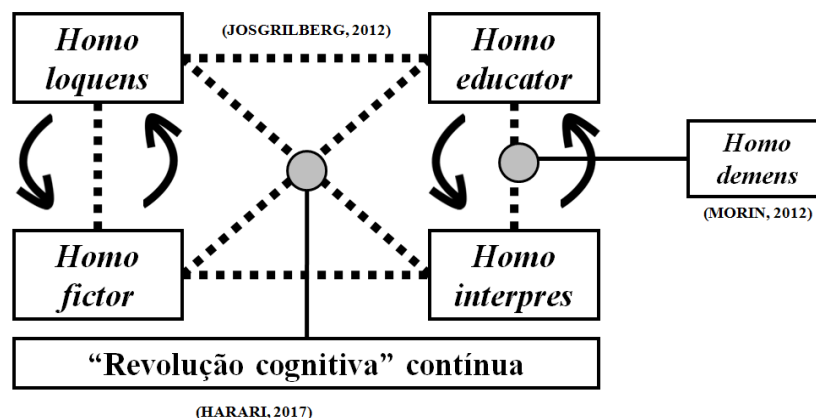 Homo
loquens
(JOSGRILBERG, 2012)
Homo
educator
Homo
demens
(MORIN, 2012)
Homo
fictor
Homo
interpres
“Revolução cognitiva” contínua
(HARARI, 2017)